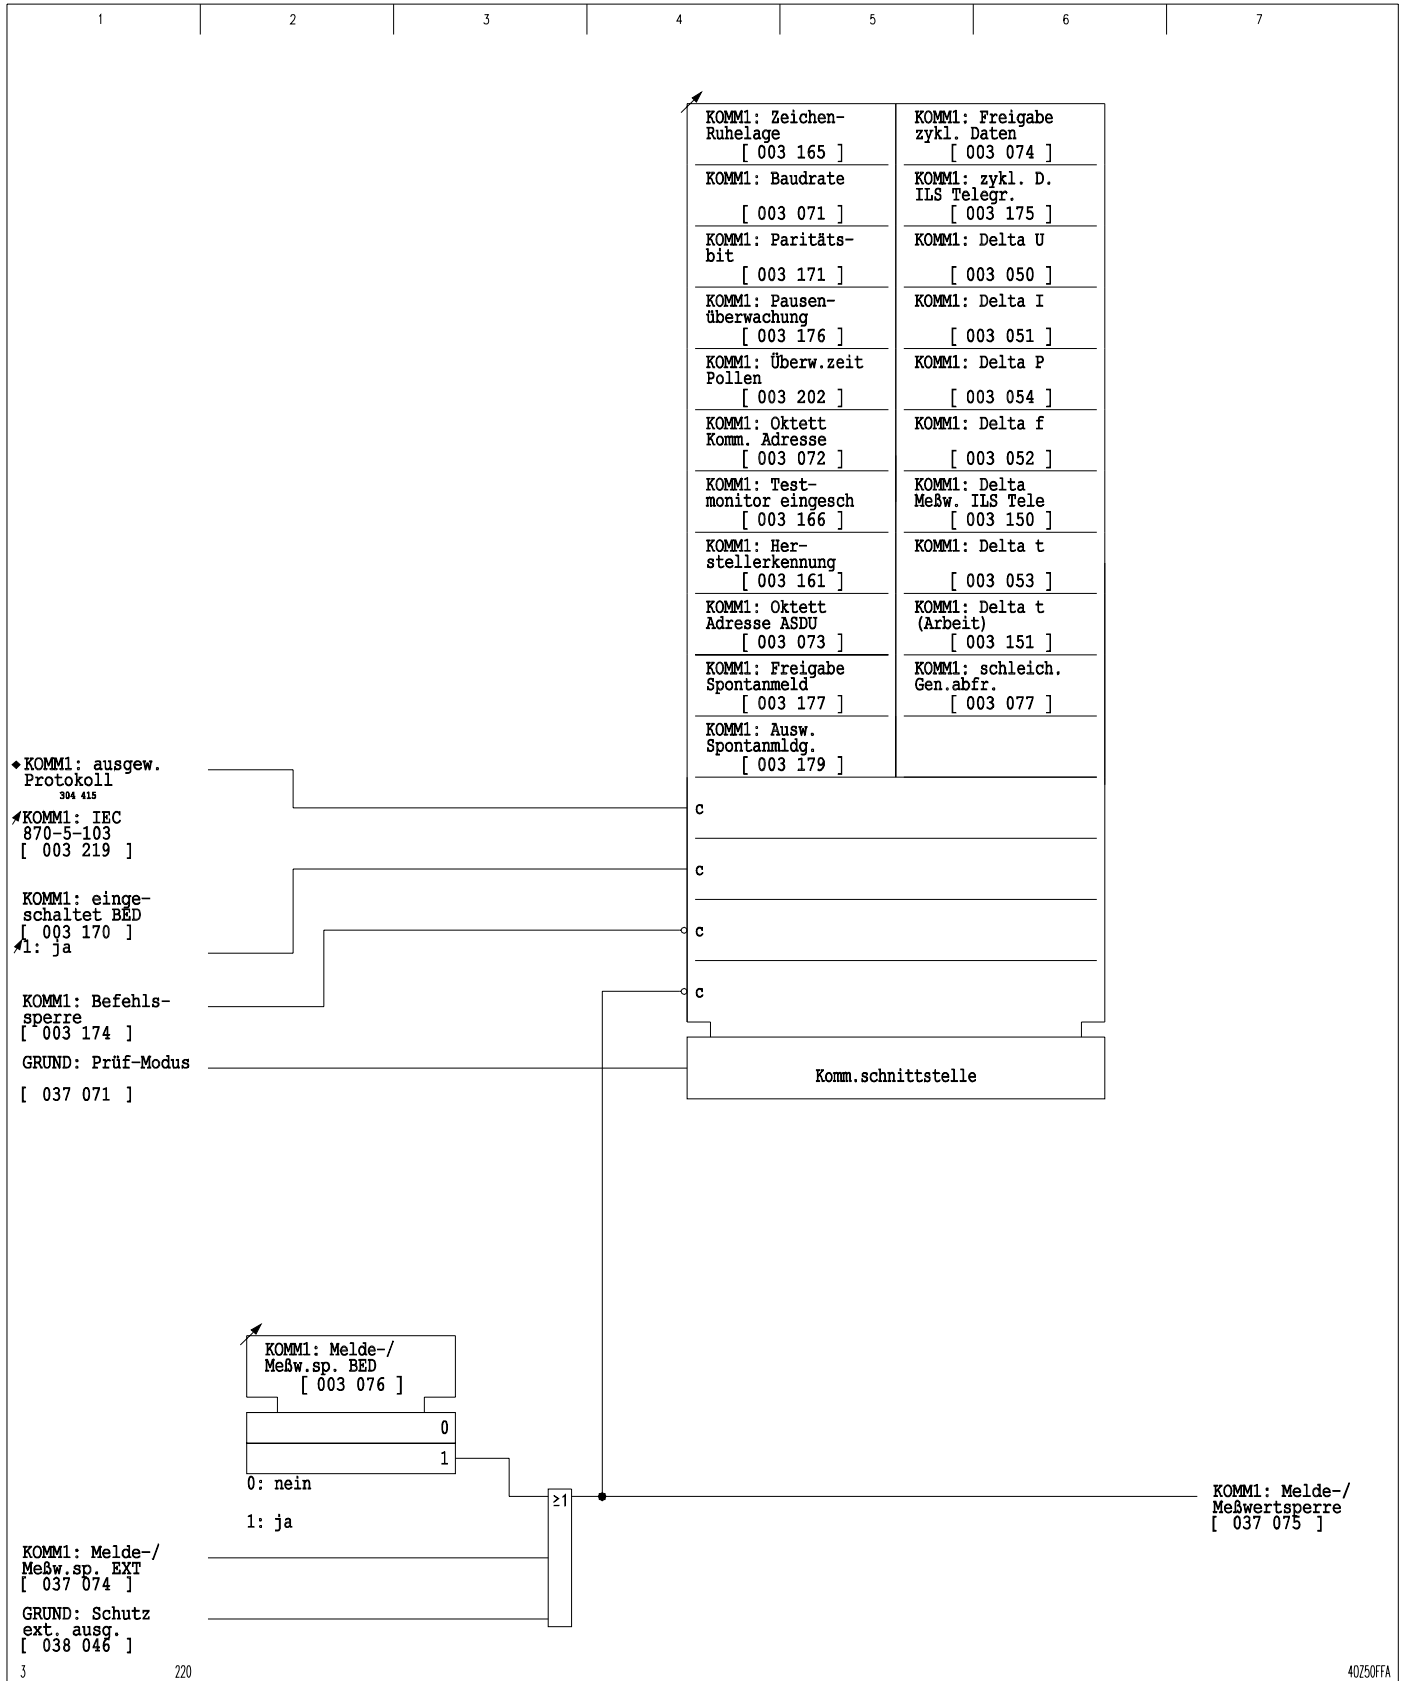 1
2
3
4
5
6
7
KOMM1: Zeichen-
Ruhelage
[ 003 165 ]
KOMM1: Baudrate
[ 003 071 ]
KOMM1: Paritäts-
bit
[ 003 171 ]
KOMM1: Pausen-
überwachung
[ 003 176 ]
KOMM1: Überw.zeit
Pollen
[ 003 202 ]
KOMM1: Oktett
Komm. Adresse
[ 003 072 ]
KOMM1: Test-
monitor eingesch
[ 003 166 ]
KOMM1: Her-
stellerkennung
[ 003 161 ]
KOMM1: Oktett
Adresse ASDU
[ 003 073 ]
KOMM1: Freigabe
Spontanmeld
[ 003 177 ]
KOMM1: Ausw.
Spontanmldg.
[ 003 179 ]
KOMM1: Freigabe
zykl. Daten
[ 003 074 ]
KOMM1: zykl. D.
ILS Telegr.
[ 003 175 ]
KOMM1: Delta U
[ 003 050 ]
KOMM1: Delta I
[ 003 051 ]
KOMM1: Delta P
[ 003 054 ]
KOMM1: Delta f
[ 003 052 ]
KOMM1: Delta
Meßw. ILS Tele
[ 003 150 ]
KOMM1: Delta t
[ 003 053 ]
KOMM1: Delta t
(Arbeit)
[ 003 151 ]
KOMM1: schleich.
Gen.abfr.
[ 003 077 ]
KOMM1: ausgew.
Protokoll
304 415
KOMM1: IEC
870-5-103
[ 003 219 ]
C
KOMM1: einge-
schaltet BED
[ 003 170 ]
1: ja
C
C
KOMM1: Befehls-
sperre
[ 003 174 ]
C
GRUND: Prüf-Modus
[ 037 071 ]
Komm.schnittstelle
KOMM1: Melde-/
Meßw.sp. BED
[ 003 076 ]
0
1
0: nein
1: ja
≥1
KOMM1: Melde-/
Meßwertsperre
[ 037 075 ]
KOMM1: Melde-/
Meßw.sp. EXT
[ 037 074 ]
GRUND: Schutz
ext. ausg.
[ 038 046 ]
3
220
40Z50FFA